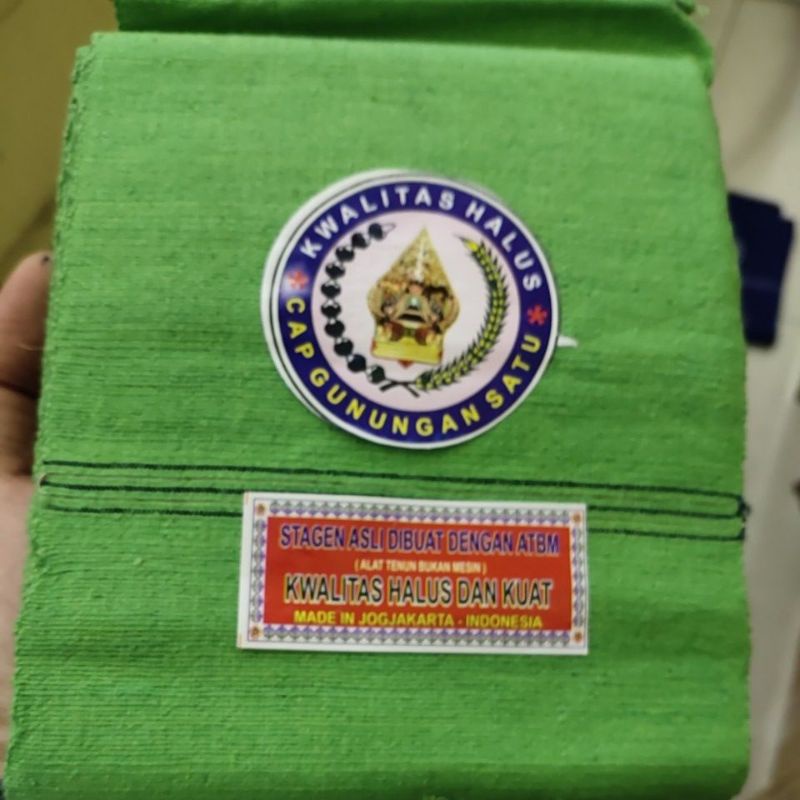 KWALITAS HALUS
CAP GUNUNGAN SATU
STAGEN ASLI DIBUAT DENGAN ATBM
( ALAT TENUN BUKAN MESIN )
KWALITAS HALUS DAN KUAT
MADE IN JOGJAKARTA - INDONESIA